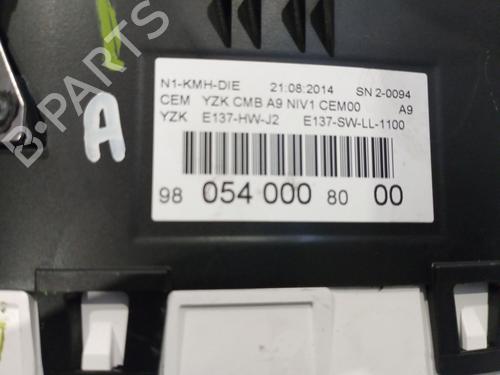 B-PARTS
A
N1-KMH-DIE 21:08:2014 SN 2-0094
CEM YZK CMB A9 NIV1 CEM00 A9
YZK E137-HW-J2 E137-SW-LL-1100
98 054 000 80 00